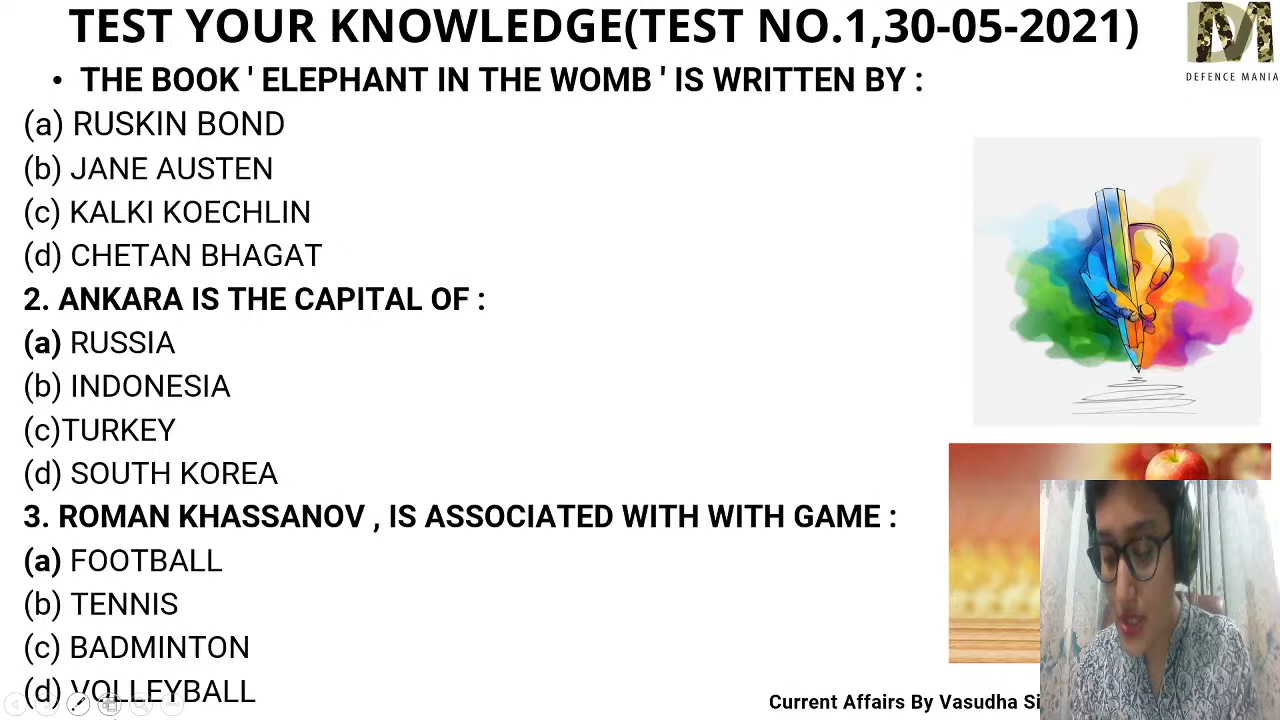 TEST YOUR KNOWLEDGE(TEST NO.1,30-05-2021)
DEFENCE MANIA
• THE BOOK ' ELEPHANT IN THE WOMB ' IS WRITTEN BY :
(a) RUSKIN BOND
(b) JANE AUSTEN
(c) KALKI KOECHLIN
(d) CHETAN BHAGAT
2. ANKARA IS THE CAPITAL OF :
(a) RUSSIA
(b) INDONESIA
(c)TURKEY
(d) SOUTH KOREA
3. ROMAN KHASSANOV , IS ASSOCIATED WITH WITH GAME :
(a) FOOTBALL
(b) TENNIS
(c) BADMINTON
(d) VOLLEYBALL
Current Affairs By Vasudha